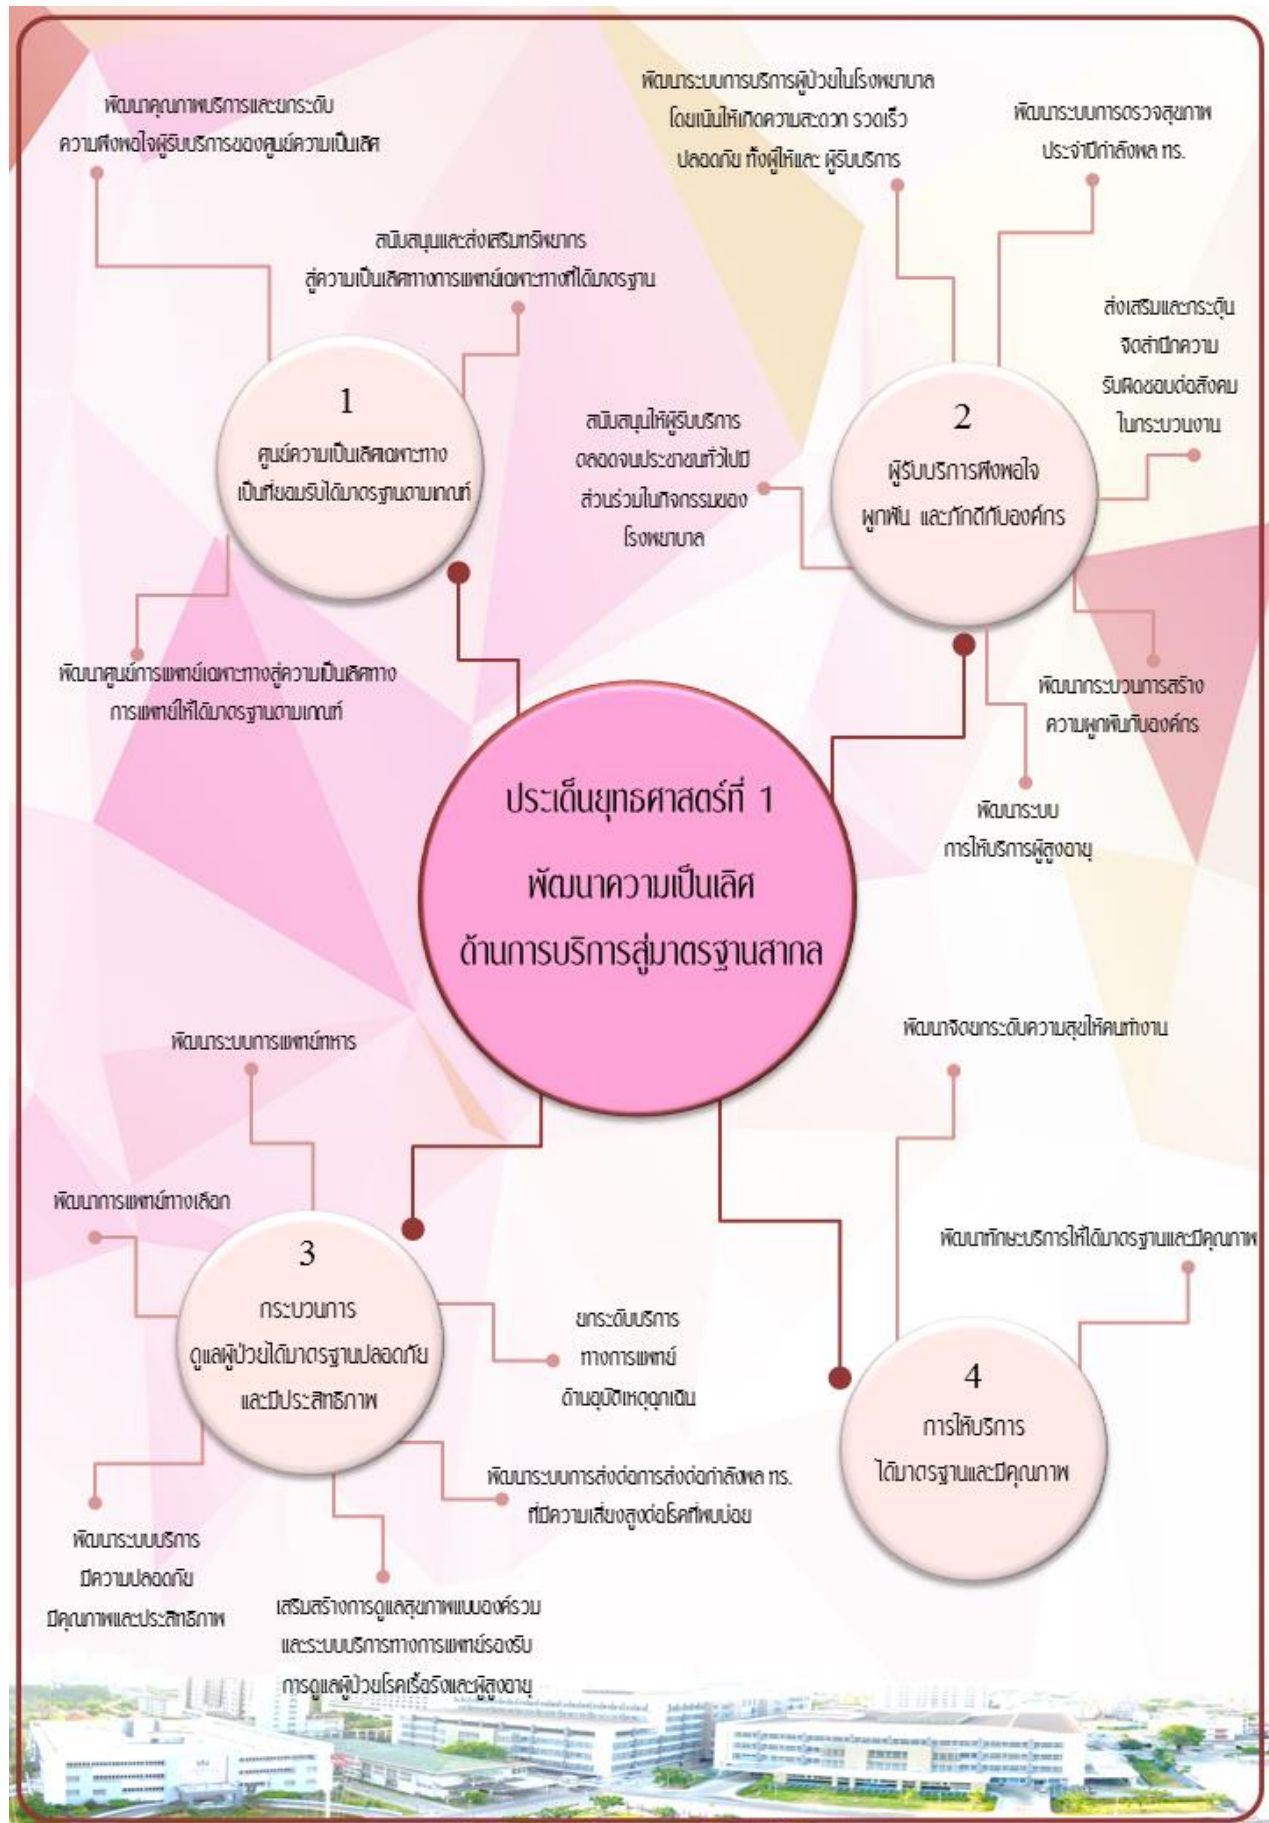 พัฒนาคุณภาพบริการและยกระดับ
ความพึงพอใจผู้รับบริการของศูนย์ความเป็นเลิศ
สนับสนุนและส่งเสริมทรัพยากร
สู่ความเป็นเลิศทางการแพทย์เฉพาะทางที่ได้มาตรฐาน
1
ศูนย์ความเป็นเลิศเฉพาะทาง
เป็นที่ยอมรับได้มาตรฐานตามเกณฑ์
พัฒนาศูนย์การแพทย์เฉพาะทางสู่ความเป็นเลิศทาง
การแพทย์ให้ได้มาตรฐานตามเกณฑ์
พัฒนาระบบการบริการผู้ป่วยในโรงพยาบาล
โดยเน้นให้เกิดความสะดวก รวดเร็ว
ปลอดภัย ทั้งผู้ให้และ ผู้รับบริการ
พัฒนาระบบการตรวจสุขภาพ
ประจำปีกำลังพล ทร.
ส่งเสริมและกระตุ้น
จิตสำนึกความ
รับผิดชอบต่อสังคม
ในกระบวนงาน
สนับสนุนให้ผู้รับบริการ
ตลอดจนประชาชนทั่วไปมี
ส่วนร่วมในกิจกรรมของ
โรงพยาบาล
2
ผู้รับบริการพึงพอใจ
ผูกพัน และภักดีกับองค์กร
พัฒนากระบวนการสร้าง
ความผูกพันกับองค์กร
พัฒนาระบบ
การให้บริการผู้สูงอายุ
ประเด็นยุทธศาสตร์ที่ 1
พัฒนาความเป็นเลิศ
ด้านการบริการสู่มาตรฐานสากล
พัฒนาระบบการแพทย์ทหาร
พัฒนาการแพทย์ทางเลือก
3
กระบวนการ
ดูแลผู้ป่วยได้มาตรฐานปลอดภัย
และมีประสิทธิภาพ
ยกระดับบริการ
ทางการแพทย์
ด้านอุบัติเหตุฉุกเฉิน
พัฒนาระบบการส่งต่อการส่งต่อกำลังพล ทร.
ที่มีความเสี่ยงสูงต่อโรคที่พบบ่อย
พัฒนาระบบบริการ
มีความปลอดภัย
มีคุณภาพและประสิทธิภาพ
เสริมสร้างการดูแลสุขภาพแบบองค์รวม
และระบบบริการทางการแพทย์รองรับ
การดูแลผู้ป่วยโรคเรื้อรังและผู้สูงอายุ
พัฒนาจิตยกระดับความสุขให้คนทำงาน
พัฒนาทักษะบริการให้ได้มาตรฐานและมีคุณภาพ
4
การให้บริการ
ได้มาตรฐานและมีคุณภาพ